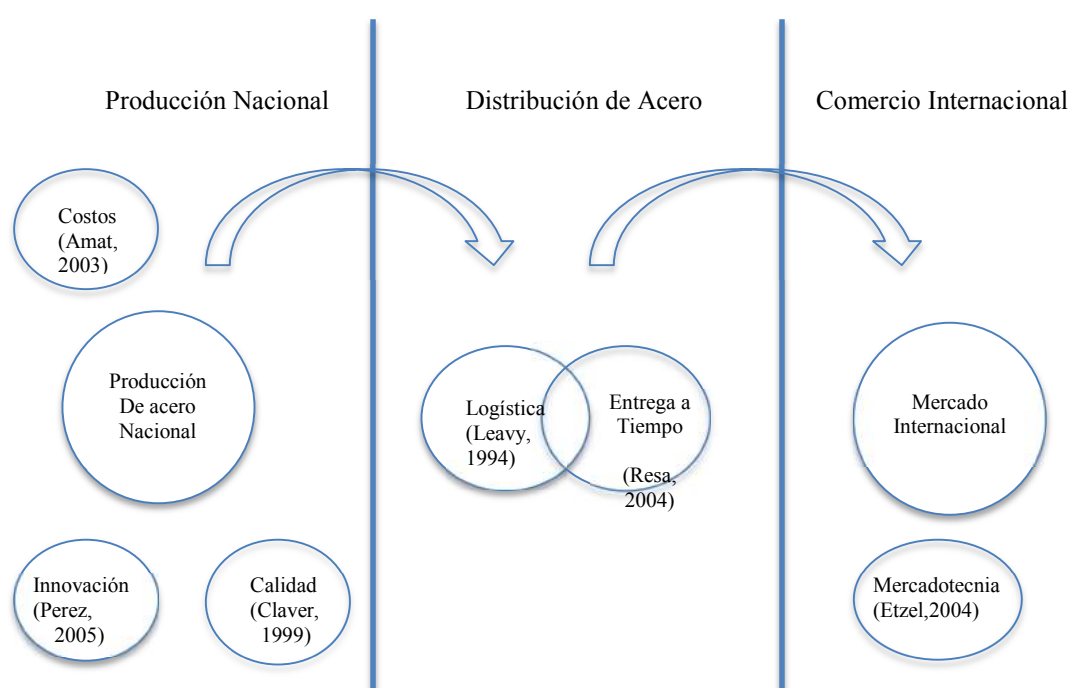 Producción Nacional
Distribución de Acero
Comercio Internacional
Costos
(Amat,
2003)
Producción
De acero
Nacional
Innovación
(Perez,
2005)
Calidad
(Claver,
1999)
Logística
(Leavy,
1994)
Entrega a
Tiempo
(Resa,
2004)
Mercado
Internacional
Mercadotecnia
(Etzel,2004)